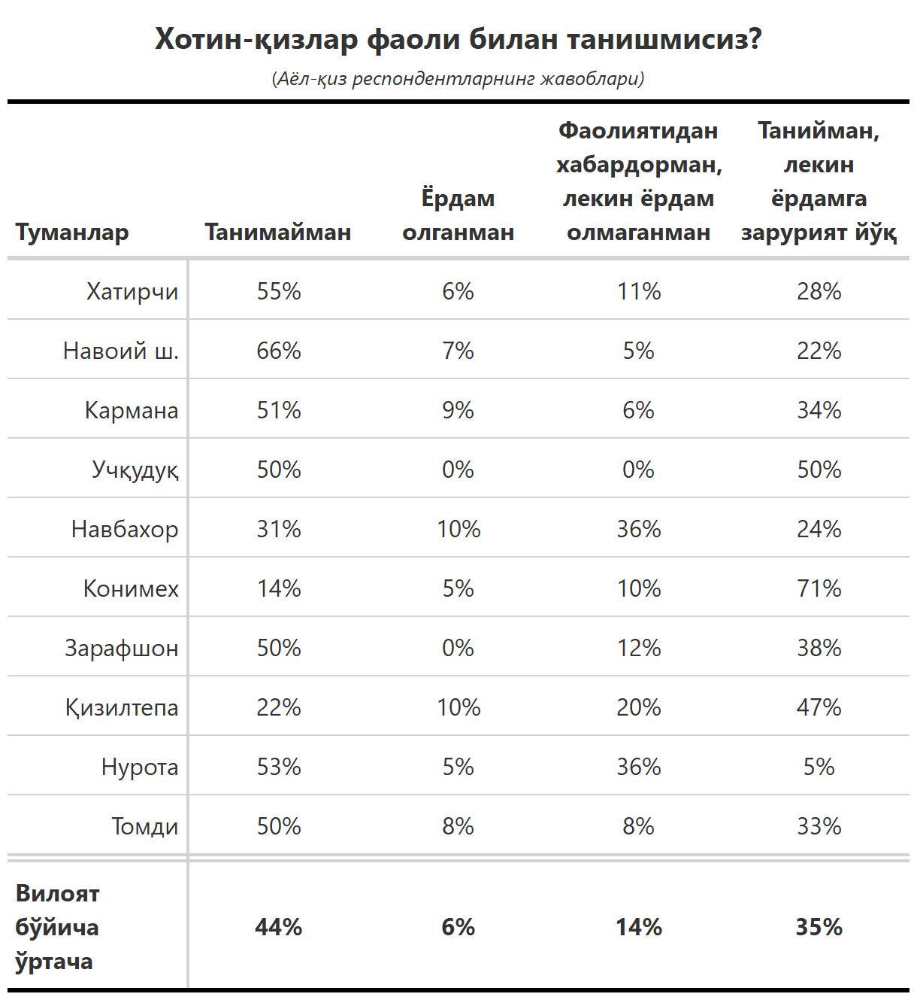 Хотин-қизлар фаоли билан танишмисиз?
(Аёл-қиз респондентларнинг жавоблари)
Туманлар Танимайман Ёрдам олганман Фаолиятидан хабардорман, лекин ёрдам олмаганман Танийман, лекин ёрдамга зарурият йўқ
Хатирчи 55% 6% 11% 28%
Навоий ш. 66% 7% 5% 22%
Кармана 51% 9% 6% 34%
Учқудуқ 50% 0% 0% 50%
Навбахор 31% 10% 36% 24%
Конимех 14% 5% 10% 71%
Зарафшон 50% 0% 12% 38%
Қизилтепа 22% 10% 20% 47%
Нурота 53% 5% 36% 5%
Томди 50% 8% 8% 33%
Вилоят бўйича ўртача 44% 6% 14% 35%